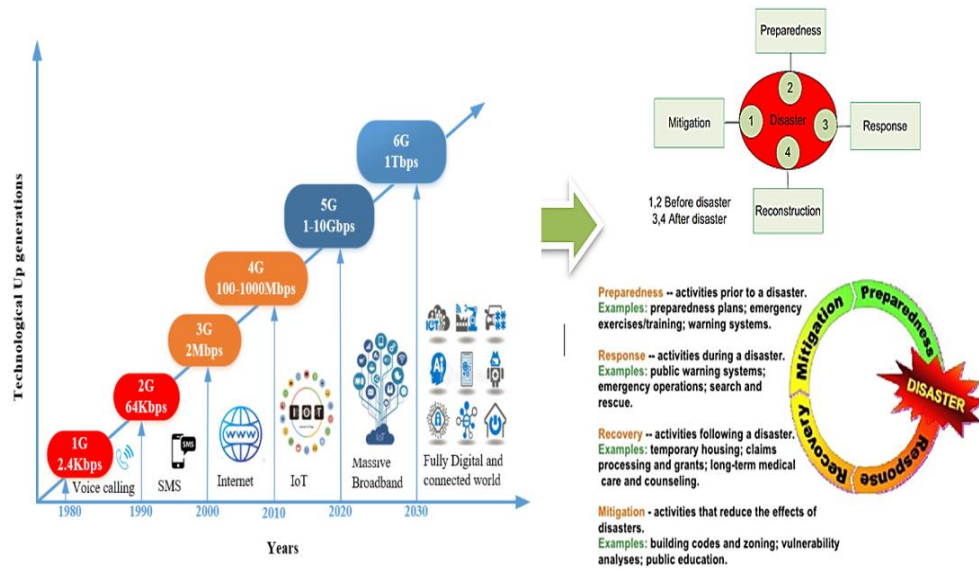 Technological Up generations
6G
1Tbps
5G
1-10Gbps
4G
100-1000Mbps
3G
2Mbps
2G
64Kbps
1G
2.4Kbps
Voice calling
SMS
SMS
www
Internet
IOT
IoT
Massive
Broadband
IOT
Ai
Fully Digital and
connected world
1980
1990
2000
2010
2020
2030
Years
Preparedness
Mitigation
1
2
Disaster
3
4
Response
Reconstruction
1,2 Before disaster
3,4 After disaster
Preparedness -- activities prior to a disaster.
Examples: preparedness plans; emergency
exercises/training; warning systems.
Response -- activities during a disaster.
Examples: public warning systems;
emergency operations; search and
rescue.
Recovery -- activities following a disaster.
Examples: temporary housing; claims
processing and grants; long-term medical
care and counseling.
Mitigation - activities that reduce the effects of
disasters.
Examples: building codes and zoning; vulnerability
analyses; public education.
Mitigation
Preparedness
DISASTER
Response
Recovery